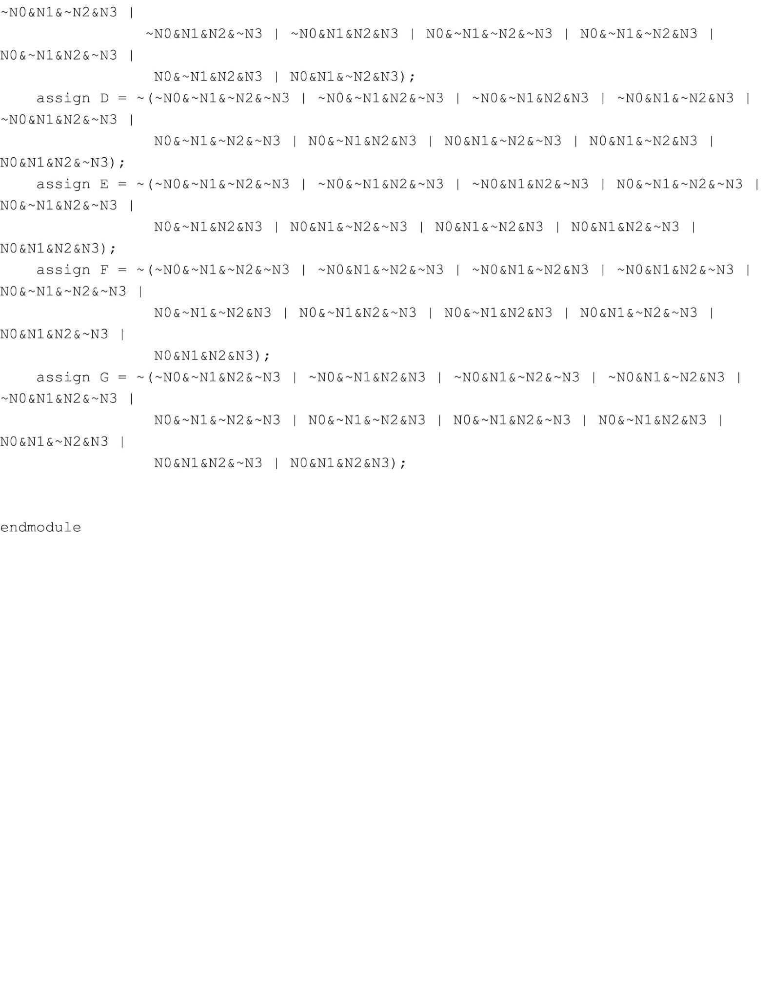 ~N0&N1&~N2&N3 |
~N0&N1&N2&~N3 | ~N0&N1&N2&N3 | N0&~N1&~N2&~N3 | N0&~N1&~N2&N3 |
N0&~N1&N2&~N3 |
N0&~N1&N2&N3 | N0&N1&~N2&N3);
assign D = ~(~N0&~N1&~N2&~N3 | ~N0&~N1&N2&~N3 | ~N0&~N1&N2&N3 | ~N0&N1&~N2&N3 |
~N0&N1&N2&~N3 |
N0&~N1&~N2&~N3 | N0&~N1&N2&N3 | N0&N1&~N2&~N3 | N0&N1&~N2&N3 |
N0&N1&N2&~N3);
assign E = ~(~N0&~N1&~N2&~N3 | ~N0&~N1&N2&~N3 | ~N0&N1&N2&~N3 | N0&~N1&~N2&~N3 |
N0&~N1&N2&~N3 |
N0&~N1&N2&N3 | N0&N1&~N2&~N3 | N0&N1&~N2&N3 | N0&N1&N2&~N3 |
N0&N1&N2&N3);
assign F = ~(~N0&~N1&~N2&~N3 | ~N0&N1&~N2&~N3 | ~N0&N1&~N2&N3 | ~N0&N1&N2&~N3 |
N0&~N1&~N2&~N3 |
N0&~N1&~N2&N3 | N0&~N1&N2&~N3 | N0&~N1&N2&N3 | N0&N1&~N2&~N3 |
N0&N1&N2&~N3 |
N0&N1&N2&N3);
assign G = ~(~N0&~N1&N2&~N3 | ~N0&~N1&N2&N3 | ~N0&N1&~N2&~N3 | ~N0&N1&~N2&N3 |
~N0&N1&N2&~N3 |
N0&~N1&~N2&~N3 | N0&~N1&~N2&N3 | N0&~N1&N2&~N3 | N0&~N1&N2&N3 |
N0&N1&~N2&N3 |
N0&N1&N2&~N3 | N0&N1&N2&N3);
endmodule